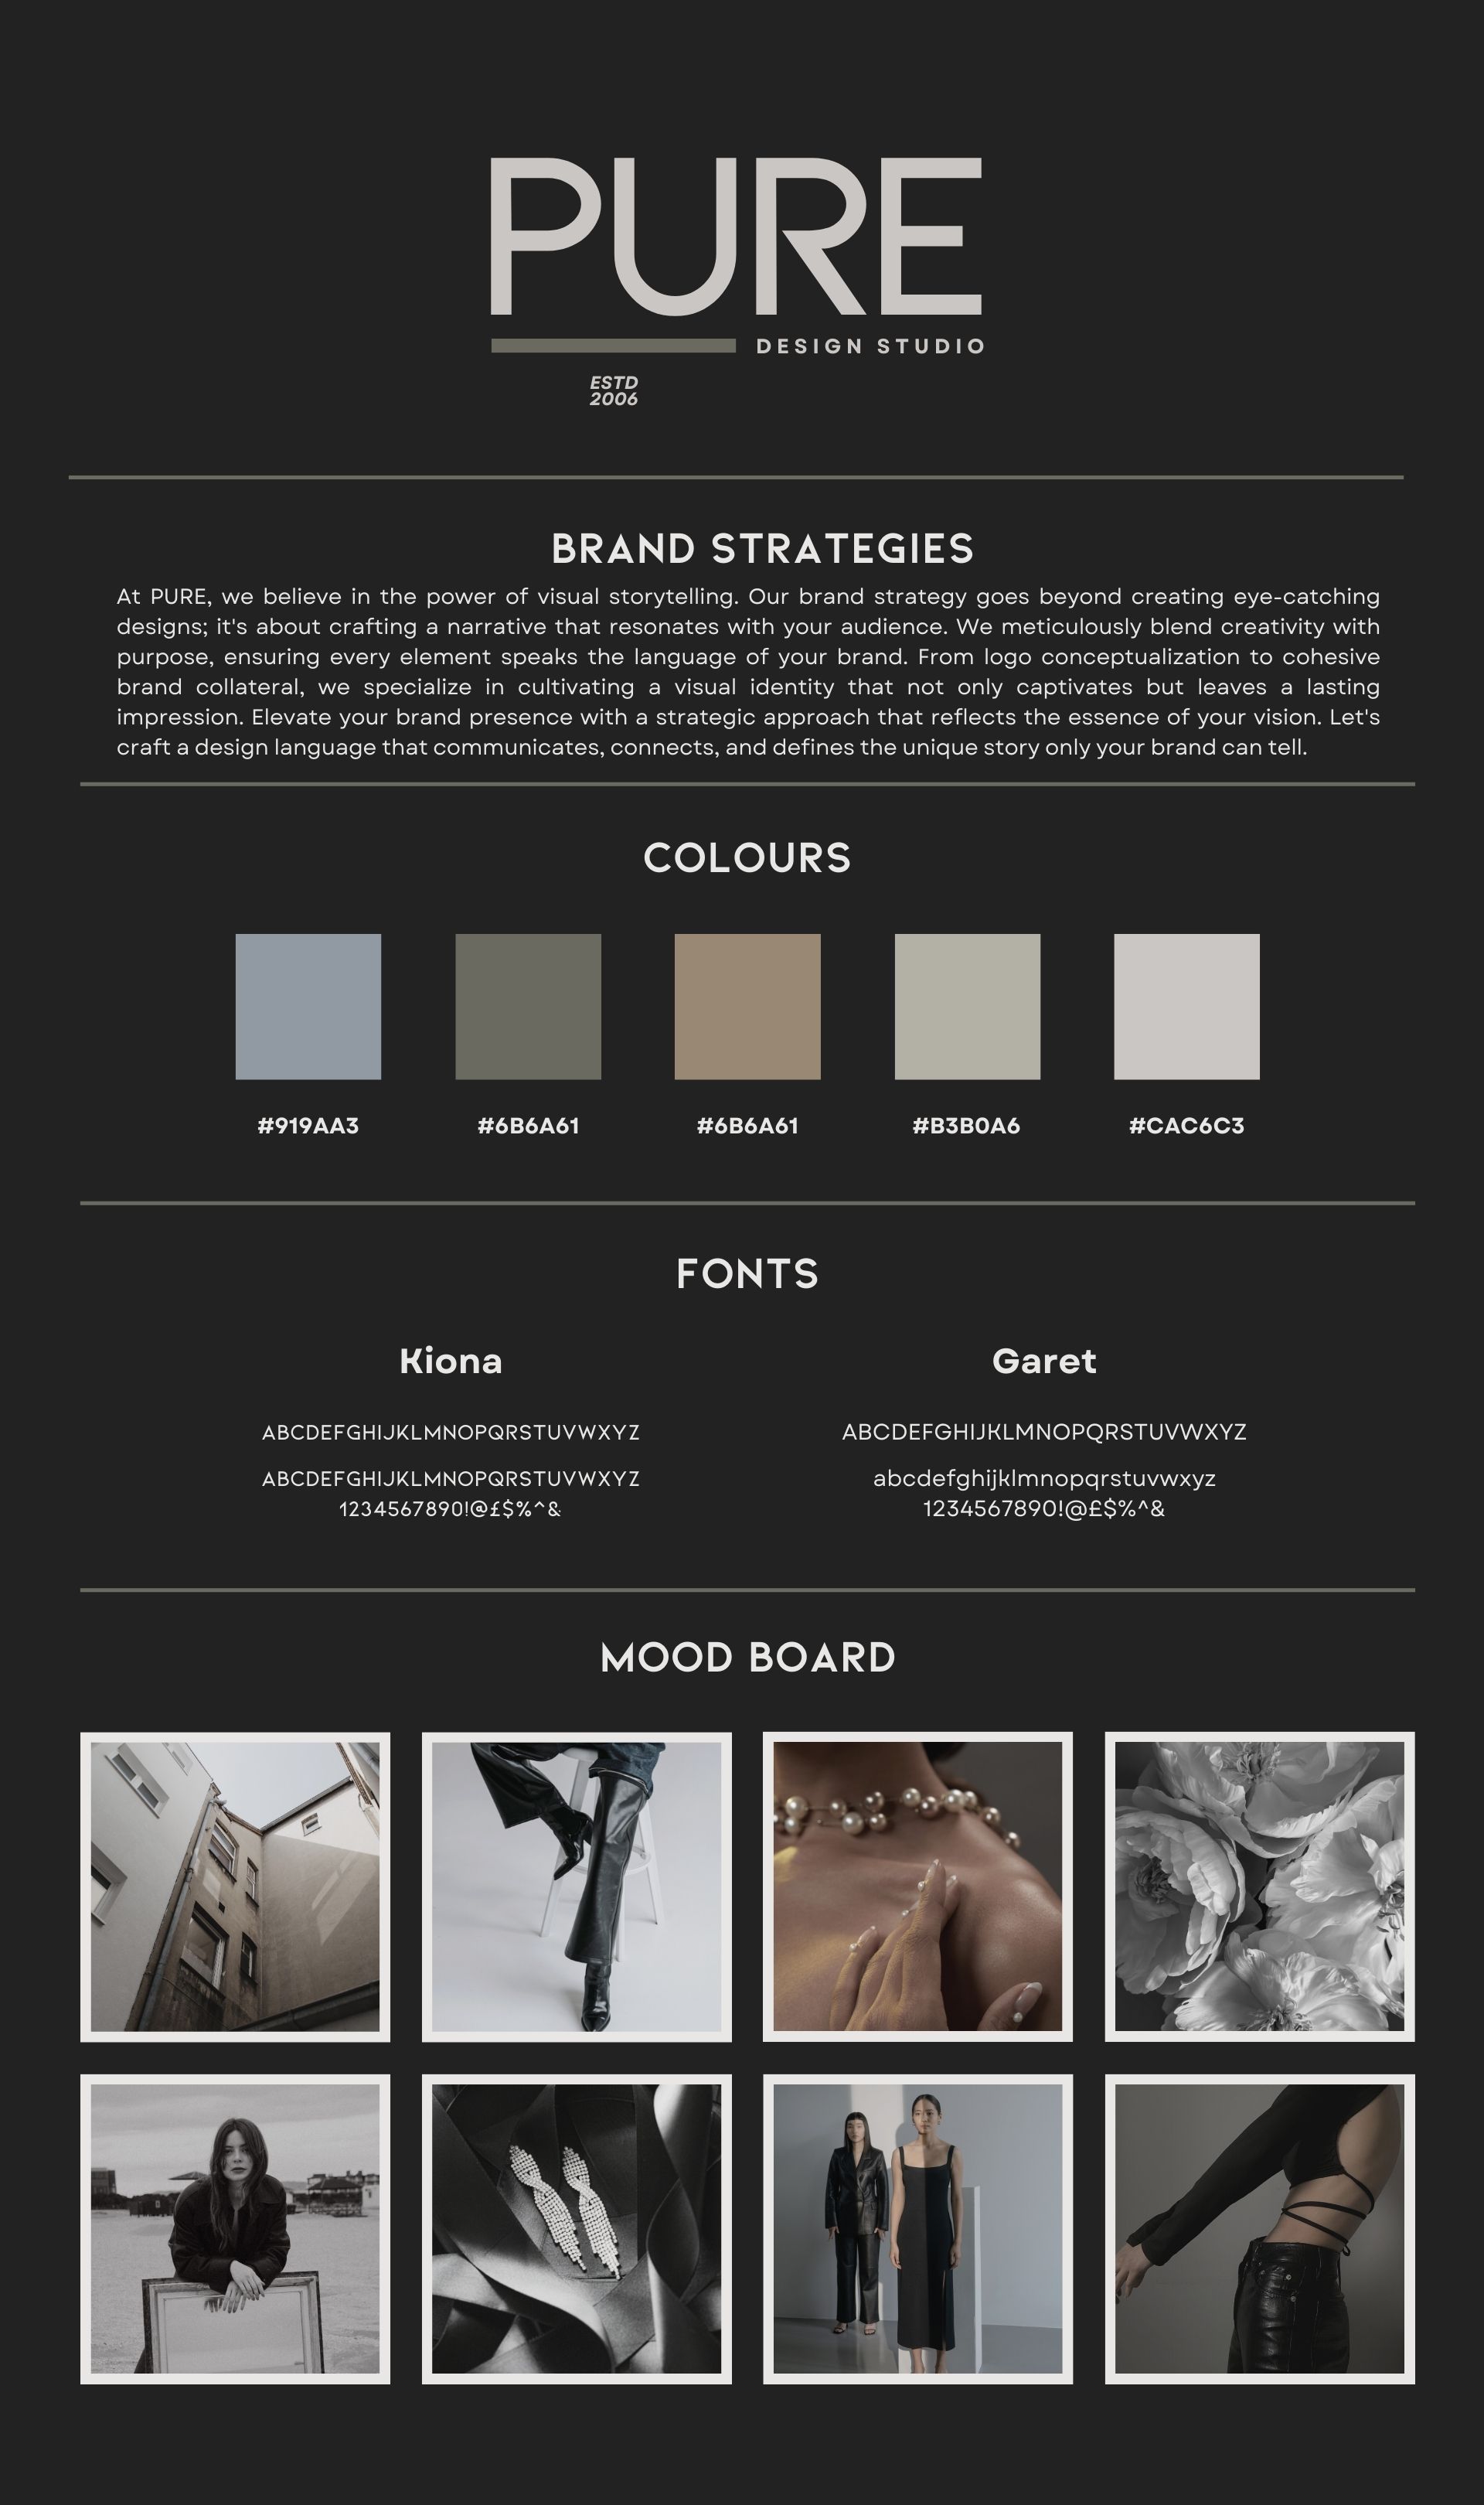 PURE
DESIGN STUDIO
ESTD
2006
BRAND STRATEGIES
At PURE, we believe in the power of visual storytelling. Our brand strategy goes beyond creating eye-catching
designs; it's about crafting a narrative that resonates with your audience. We meticulously blend creativity with
purpose, ensuring every element speaks the language of your brand. From logo conceptualization to cohesive
brand collateral, we specialize in cultivating a visual identity that not only captivates but leaves a lasting
impression. Elevate your brand presence with a strategic approach that reflects the essence of your vision. Let's
craft a design language that communicates, connects, and defines the unique story only your brand can tell.
COLOURS
#919AA3 #6B6A61 #6B6A61 #B3B0A6 #CAC6C3
FONTS
Kiona
ABCDEFGHIJKLMNOPQRSTUVWXYZ
ABCDEFGHIJKLMNOPQRSTUVWXYZ
1234567890!@£$%^&
Garet
ABCDEFGHIJKLMNOPQRSTUVWXYZ
abcdefghijklmnopqrstuvwxyz
1234567890!@£$%^&
MOOD BOARD